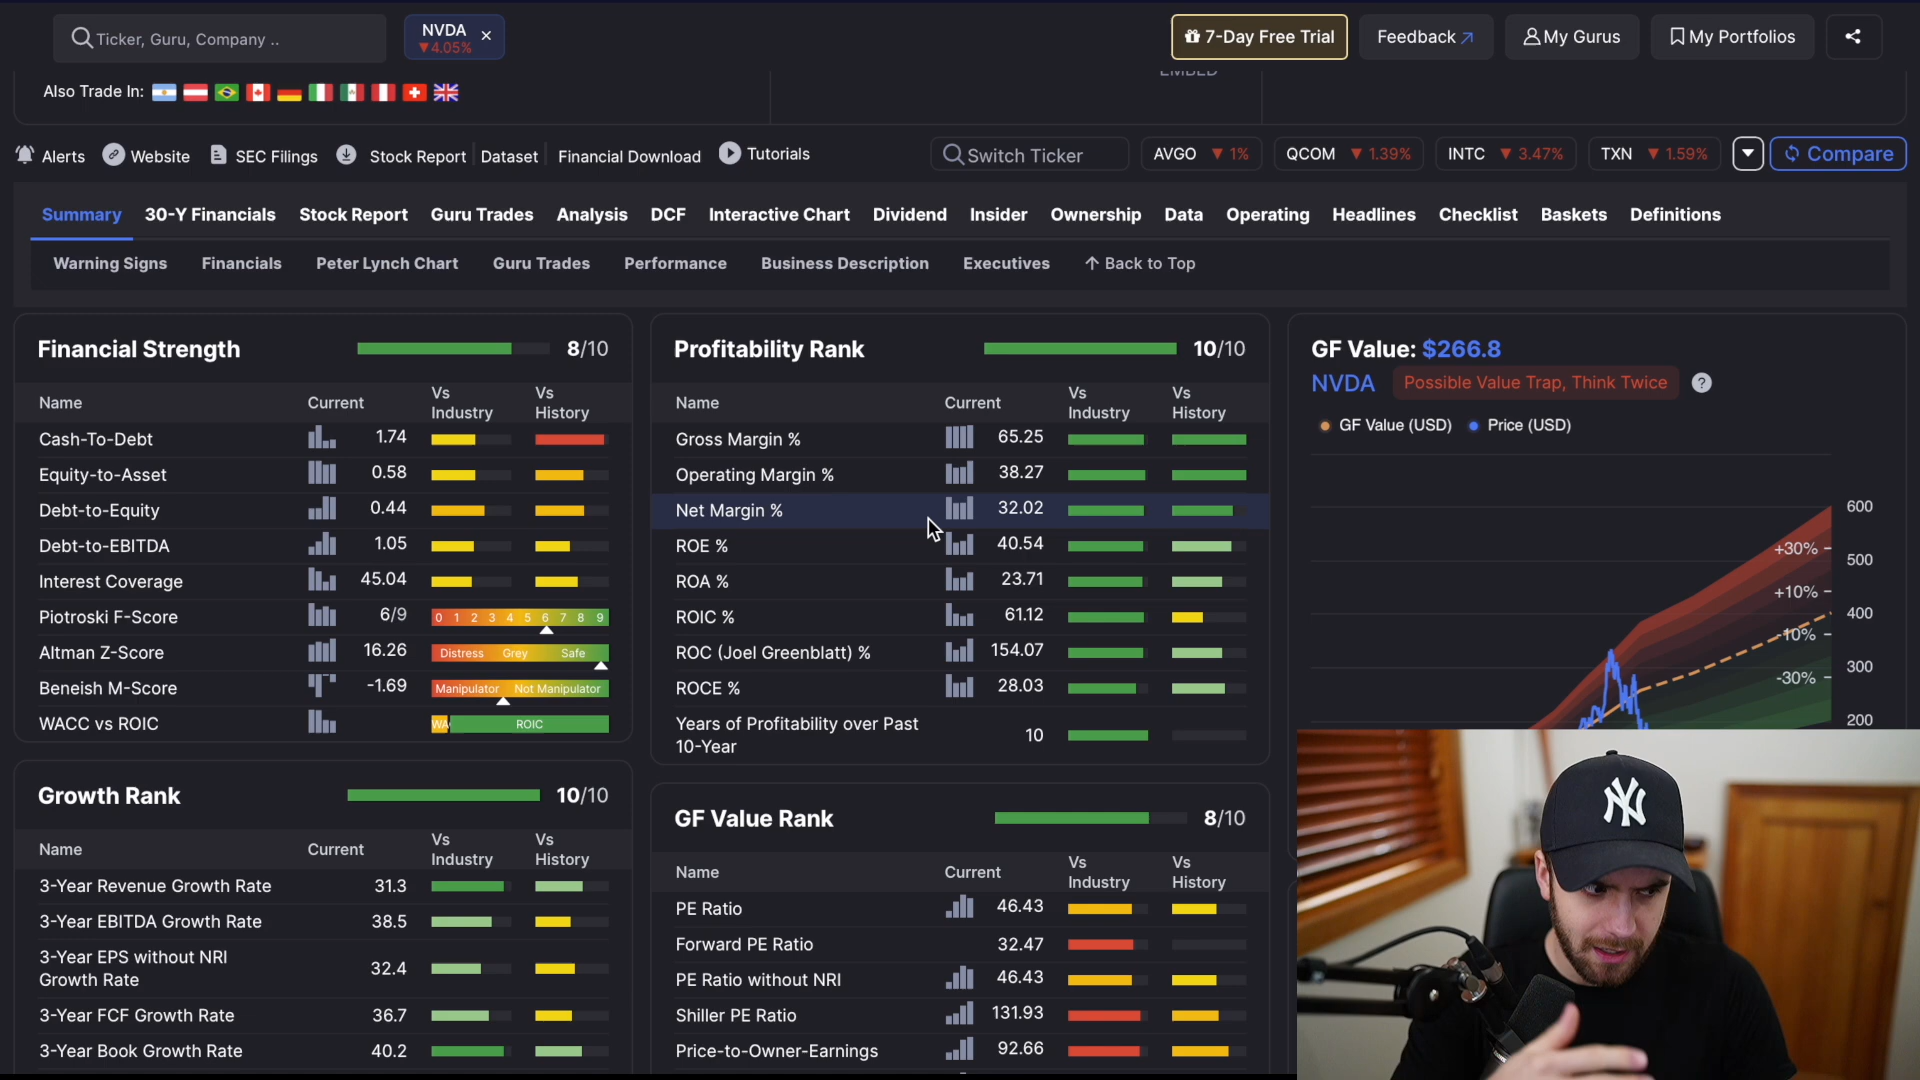 Ticker, Guru, Company ..
NVDA
▼4.05%
×
7-Day Free Trial
Feedback
My Gurus
My Portfolios
Also Trade In:
EMBED
Alerts
Website
SEC Filings
Stock Report
Dataset
Financial Download
Tutorials
Switch Ticker
AVGO ▼ 1%
QCOM ▼ 1.39%
INTC ▼ 3.47%
TXN ▼ 1.59%
Compare
Summary
30-Y Financials
Stock Report
Guru Trades
Analysis
DCF
Interactive Chart
Dividend
Insider
Ownership
Data
Operating
Headlines
Checklist
Baskets
Definitions
Warning Signs
Financials
Peter Lynch Chart
Guru Trades
Performance
Business Description
Executives
↑ Back to Top
Financial Strength 8/10
Name Current Vs Industry Vs History
Cash-To-Debt 1.74
Equity-to-Asset 0.58
Debt-to-Equity 0.44
Debt-to-EBITDA 1.05
Interest Coverage 45.04
Piotroski F-Score 6/9 0 1 2 3 4 5 6 7 8 9
Altman Z-Score 16.26 Distress Grey Safe
Beneish M-Score -1.69 Manipulator Not Manipulator
WACC vs ROIC WA ROIC
Growth Rank 10/10
Name Current Vs Industry Vs History
3-Year Revenue Growth Rate 31.3
3-Year EBITDA Growth Rate 38.5
3-Year EPS without NRI
Growth Rate 32.4
3-Year FCF Growth Rate 36.7
3-Year Book Growth Rate 40.2
Profitability Rank 10/10
Name Current Vs Industry Vs History
Gross Margin % 65.25
Operating Margin % 38.27
Net Margin % 32.02
ROE % 40.54
ROA % 23.71
ROIC % 61.12
ROC (Joel Greenblatt) % 154.07
ROCE % 28.03
Years of Profitability over Past
10-Year 10
GF Value Rank 8/10
Name Current Vs Industry Vs History
PE Ratio 46.43
Forward PE Ratio 32.47
PE Ratio without NRI 46.43
Shiller PE Ratio 131.93
Price-to-Owner-Earnings 92.66
GF Value: $266.8
NVDA Possible Value Trap, Think Twice ?
GF Value (USD) Price (USD)
600
+30%
500
+10%
400
-10%
300
-30%
200
NY